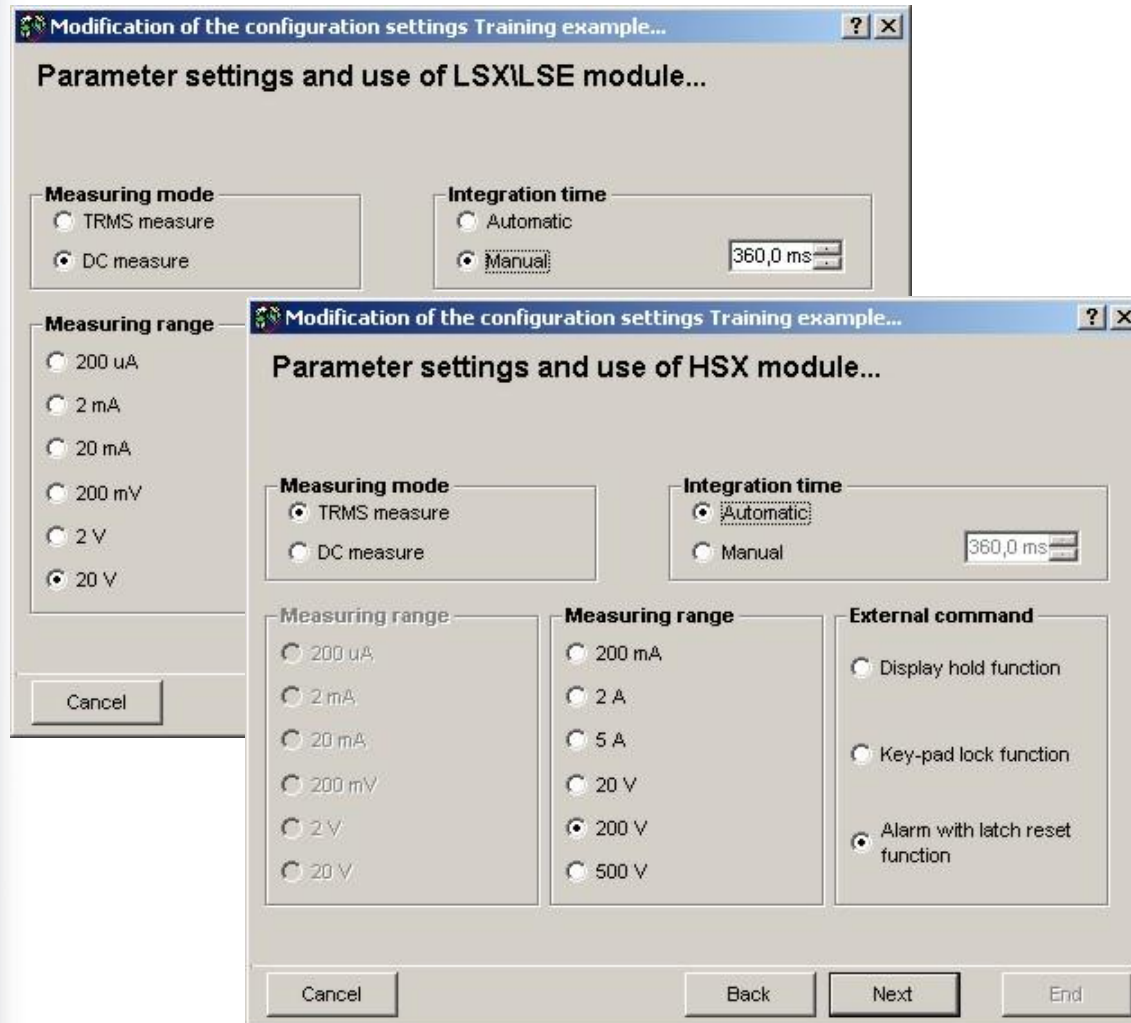 Modification of the configuration settings Training example...
Parameter settings and use of LSX\LSE module...
Measuring mode
TRMS measure
DC measure
Integration time
Automatic
Manual
360,0 ms
Measuring range
200 uA
2 mA
20 mA
200 mV
2 V
20 V
Cancel
Modification of the configuration settings Training example...
Parameter settings and use of HSX module...
Measuring mode
TRMS measure
DC measure
Integration time
Automatic
Manual
360,0 ms
Measuring range
200 uA
2 mA
20 mA
200 mV
2 V
20 V
Measuring range
200 mA
2 A
5 A
20 V
200 V
500 V
External command
Display hold function
Key-pad lock function
Alarm with latch reset
function
Cancel
Back
Next
End